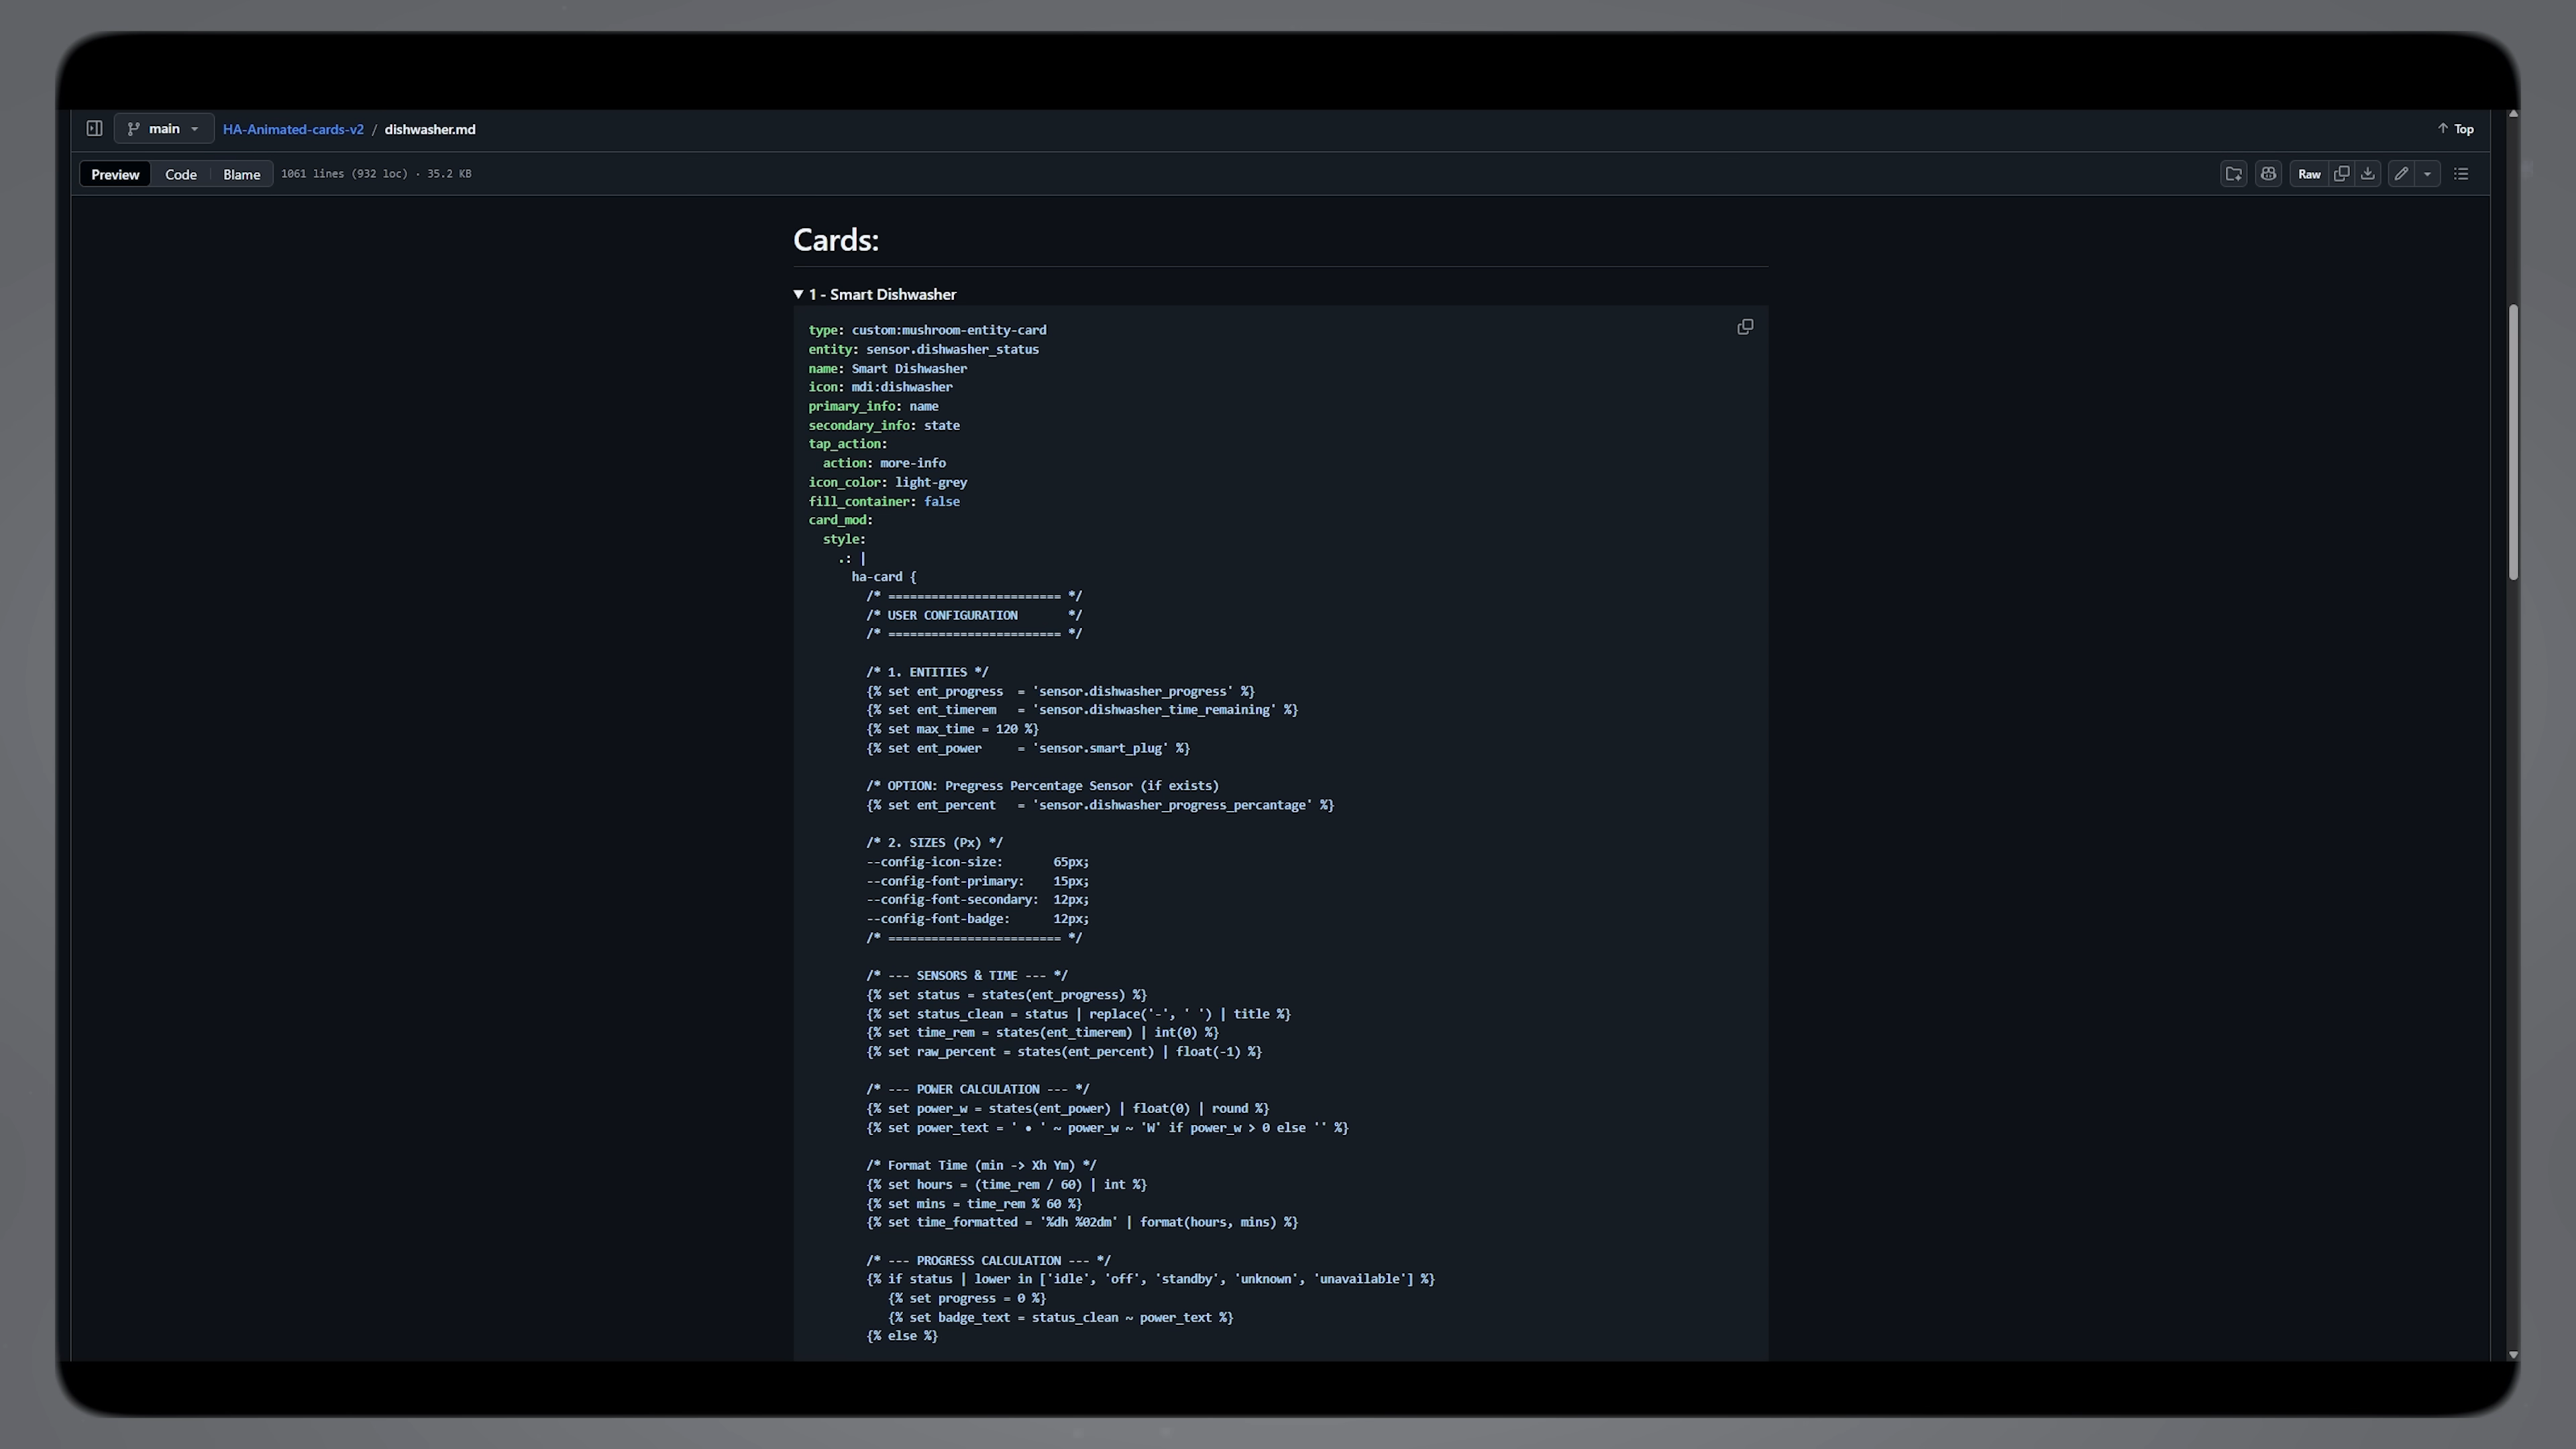 main
HA-Animated-cards-v2 / dishwasher.md
Top
Preview
Code
Blame
1061 lines (932 loc) · 35.2 KB
Raw
Cards:
1 - Smart Dishwasher
type: custom:mushroom-entity-card
entity: sensor.dishwasher_status
name: Smart Dishwasher
icon: mdi:dishwasher
primary_info: name
secondary_info: state
tap_action:
  action: more-info
icon_color: light-grey
fill_container: false
card_mod:
  style:
    .: |
      ha-card {
        /* ======================== */
        /* USER CONFIGURATION       */
        /* ======================== */
        /* 1. ENTITIES */
        {% set ent_progress  = 'sensor.dishwasher_progress' %}
        {% set ent_timerem   = 'sensor.dishwasher_time_remaining' %}
        {% set max_time = 120 %}
        {% set ent_power     = 'sensor.smart_plug' %}
        /* OPTION: Pregress Percentage Sensor (if exists)
        {% set ent_percent   = 'sensor.dishwasher_progress_percantage' %}
        /* 2. SIZES (Px) */
        --config-icon-size:       65px;
        --config-font-primary:    15px;
        --config-font-secondary:  12px;
        --config-font-badge:      12px;
        /* ======================== */
        /* --- SENSORS & TIME --- */
        {% set status = states(ent_progress) %}
        {% set status_clean = status | replace('-', ' ') | title %}
        {% set time_rem = states(ent_timerem) | int(0) %}
        {% set raw_percent = states(ent_percent) | float(-1) %}
        /* --- POWER CALCULATION --- */
        {% set power_w = states(ent_power) | float(0) | round %}
        {% set power_text = ' • ' ~ power_w ~ 'W' if power_w > 0 else '' %}
        /* Format Time (min -> Xh Ym) */
        {% set hours = (time_rem / 60) | int %}
        {% set mins = time_rem % 60 %}
        {% set time_formatted = '%dh %02dm' | format(hours, mins) %}
        /* --- PROGRESS CALCULATION --- */
        {% if status | lower in ['idle', 'off', 'standby', 'unknown', 'unavailable'] %}
           {% set progress = 0 %}
           {% set badge_text = status_clean ~ power_text %}
        {% else %}